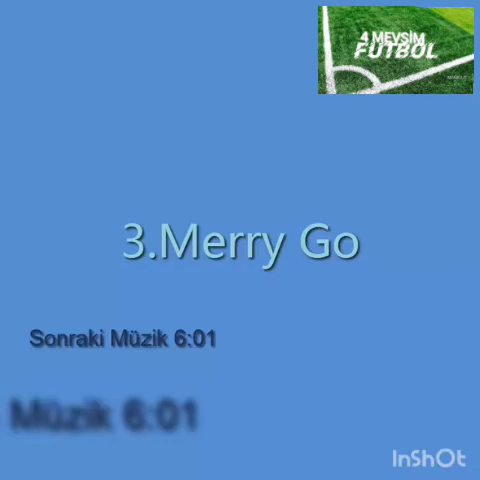 4 MEVSİM
FUTBOL
3.Merry Go
Sonraki Müzik 6:01
Müzik 6:01
InShOt